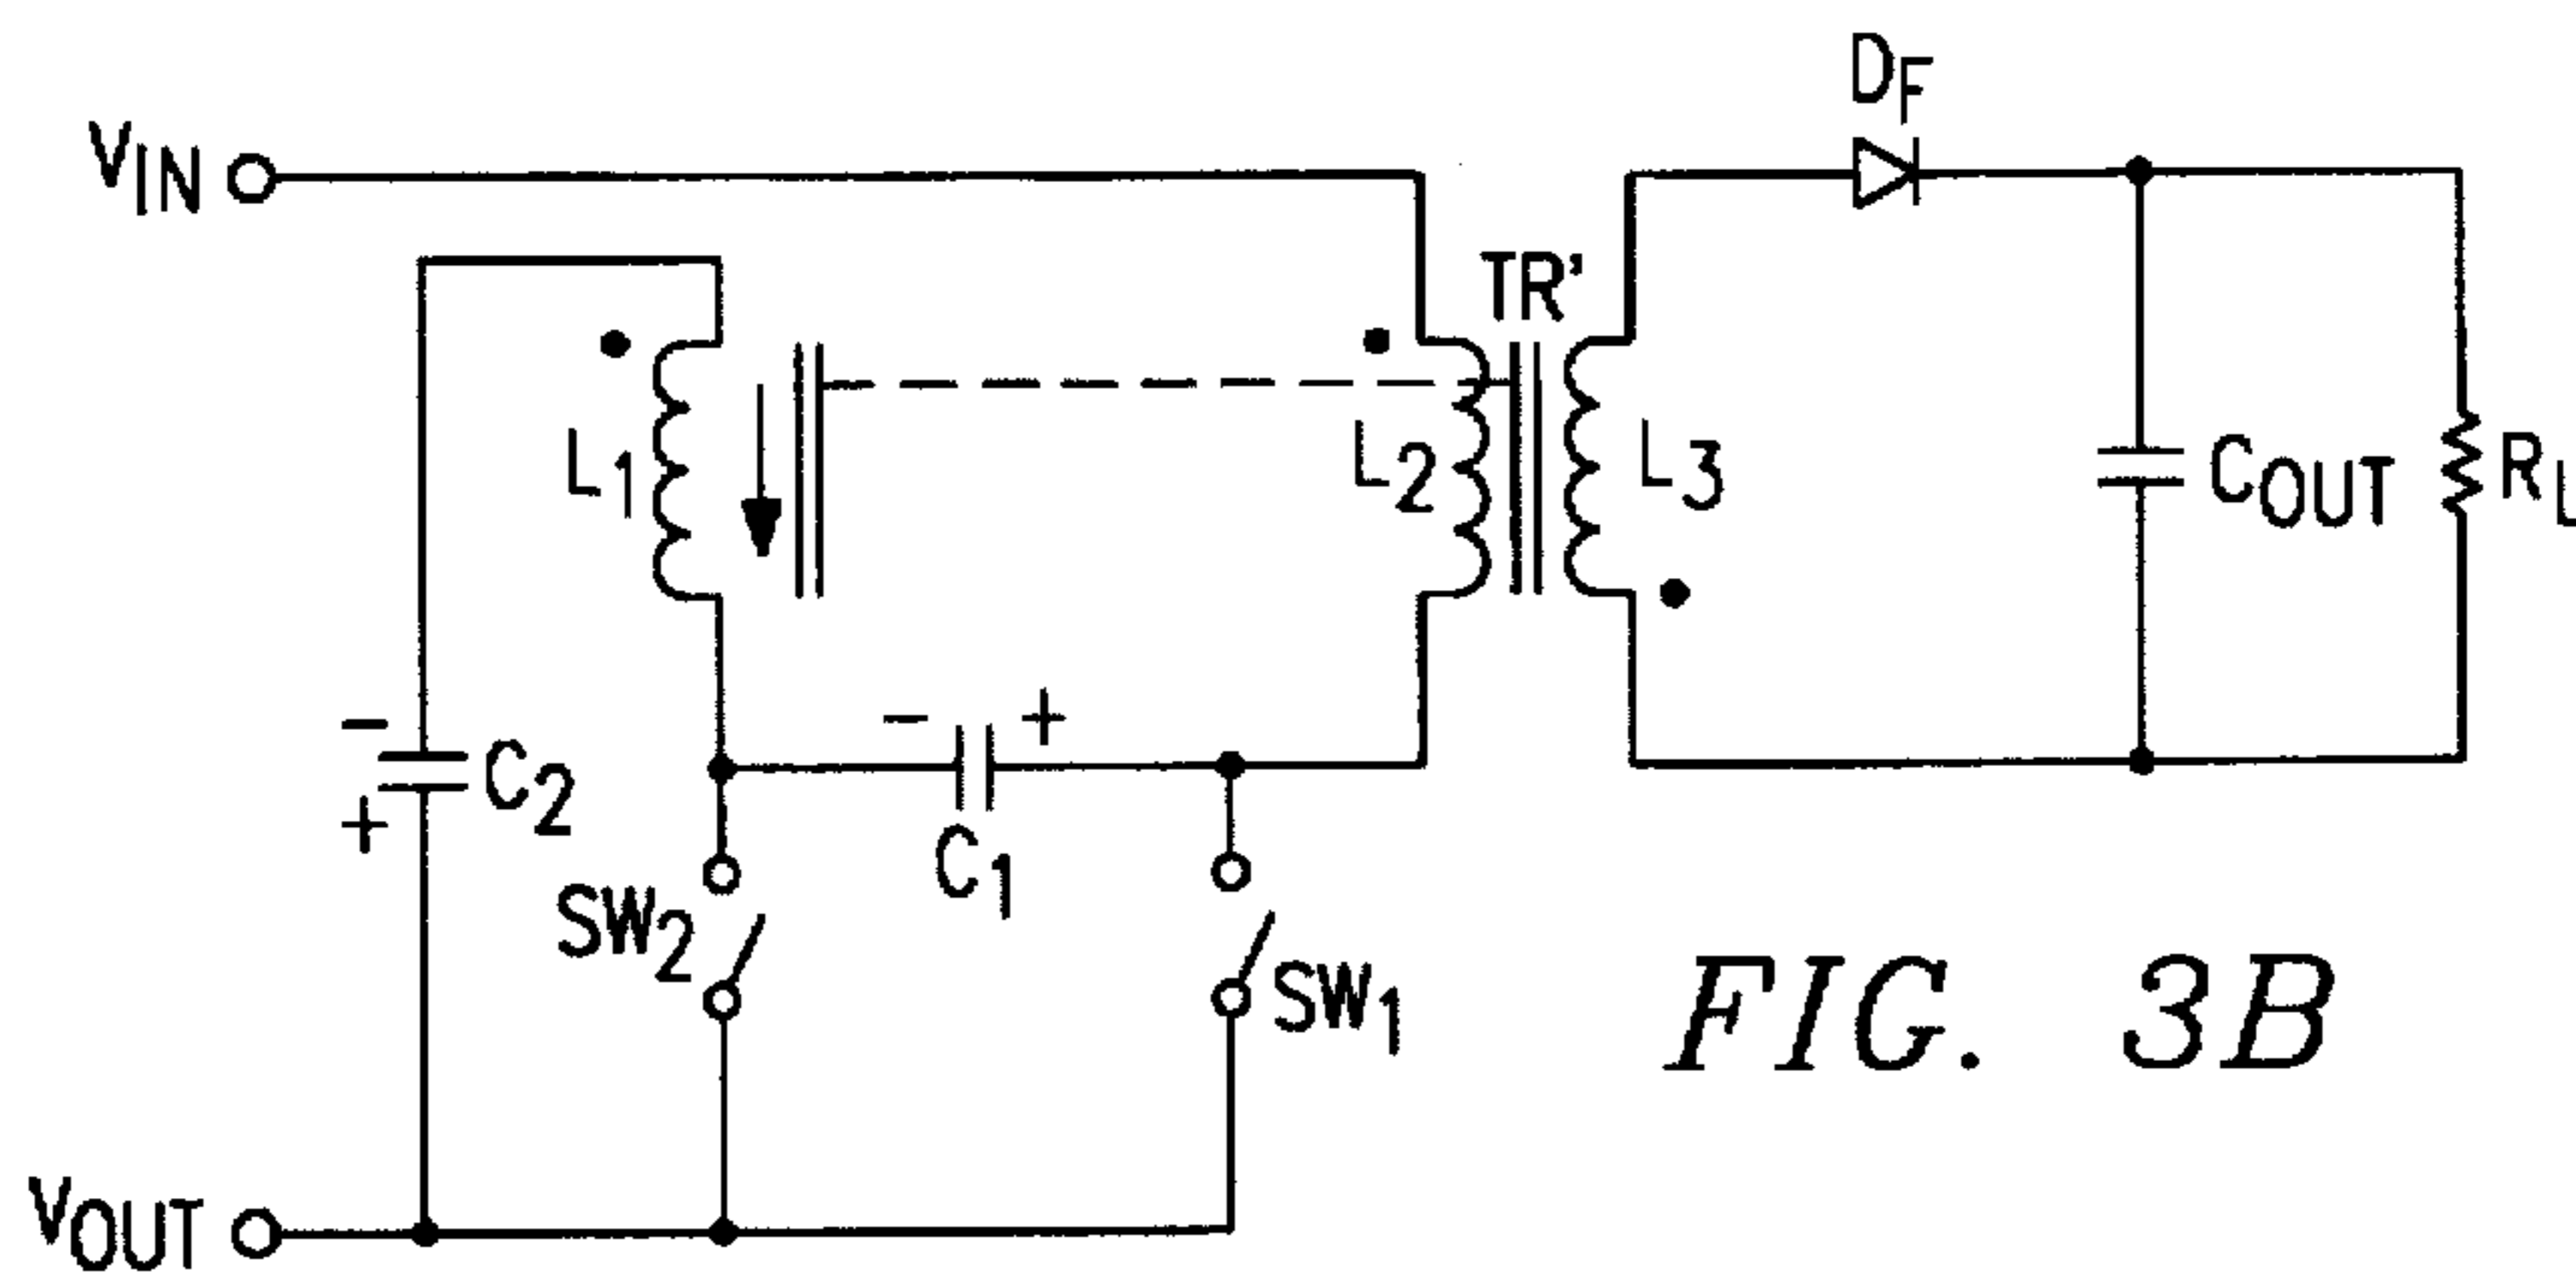 DF
VIN
TR'
L1
L2
L3
COUT
RL
- +
-
C2
+
C1
SW2
SW1
FIG. 3B
VOUT